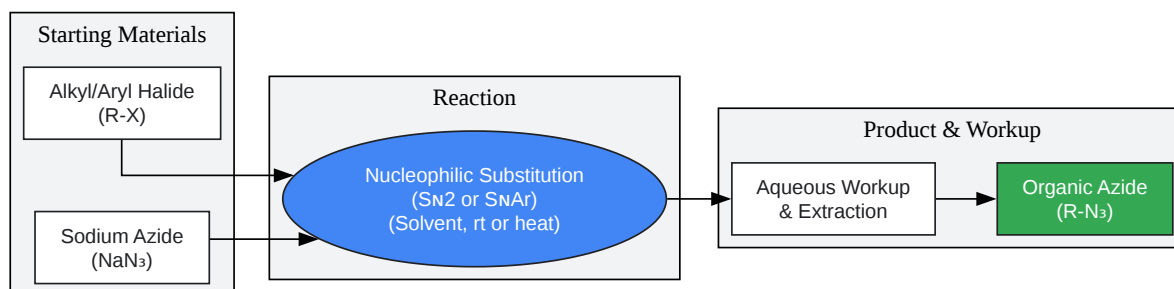 Starting Materials
Alkyl/Aryl Halide
(R-X)
Sodium Azide
(NaN₃)
Reaction
Nucleophilic Substitution
(Sɴ2 or SɴAr)
(Solvent, rt or heat)
Product & Workup
Aqueous Workup
& Extraction
Organic Azide
(R-N₃)